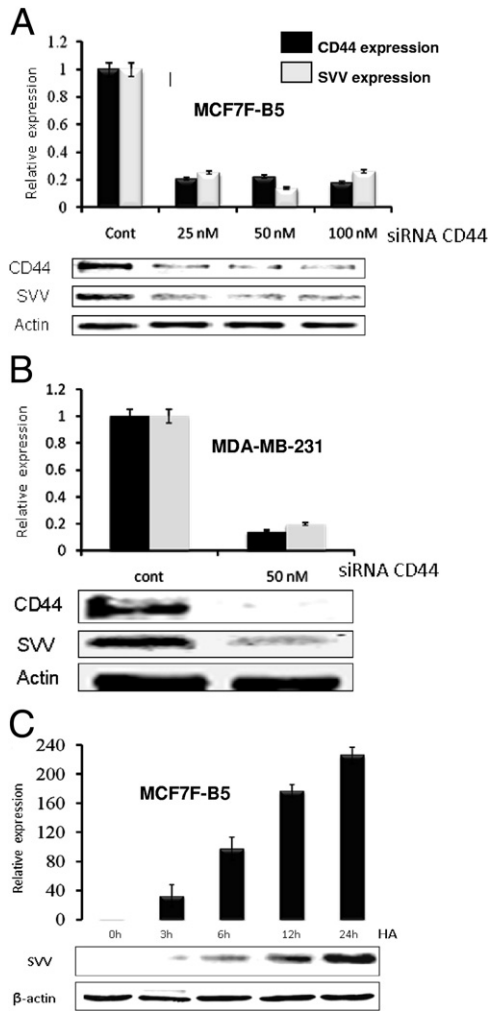 A
1.2
1
0.8
0.6
0.4
0.2
0
Relative expression
CD44 expression
SVV expression
MCF7F-B5
Cont 25 nM 50 nM 100 nM siRNA CD44
CD44
SVV
Actin
B
1.2
1
0.8
0.6
0.4
0.2
0
Relative expression
MDA-MB-231
cont 50 nM siRNA CD44
CD44
SVV
Actin
C
240
200
160
120
80
40
0
Relative expression
MCF7F-B5
0h 3h 6h 12h 24h HA
SVV
β-actin